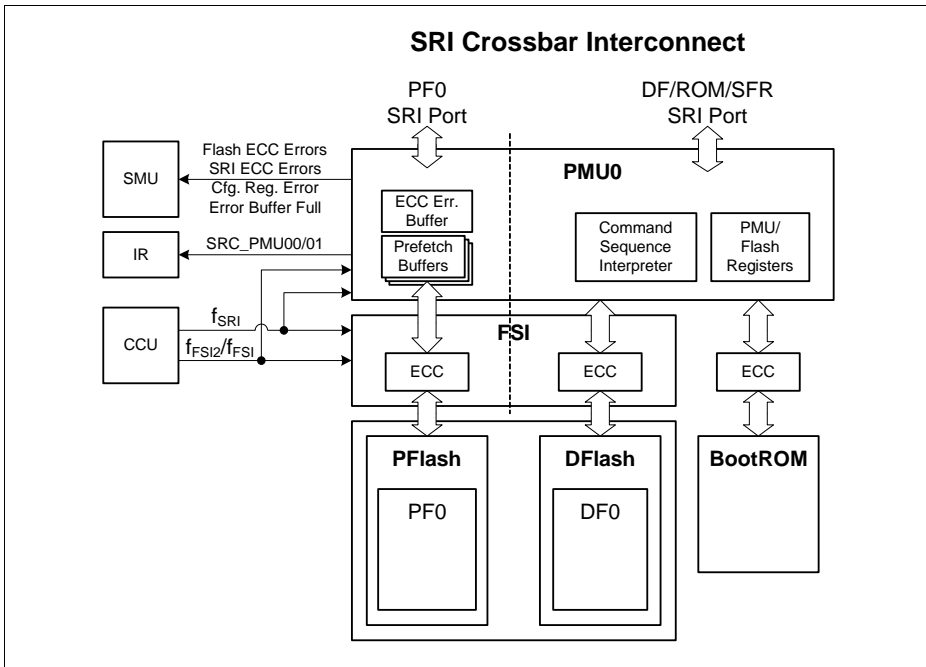 SRI Crossbar Interconnect
PF0
SRI Port
DF/ROM/SFR
SRI Port
Flash ECC Errors
SRI ECC Errors
Cfg. Reg. Error
Error Buffer Full
SMU
PMU0
ECC Err.
Buffer
Prefetch
Buffers
Command
Sequence
Interpreter
PMU/
Flash
Registers
IR
SRC_PMU00/01
CCU
fSRI
fFSI2/fFSI
FSI
ECC
ECC
ECC
PFlash
DFlash
BootROM
PF0
DF0